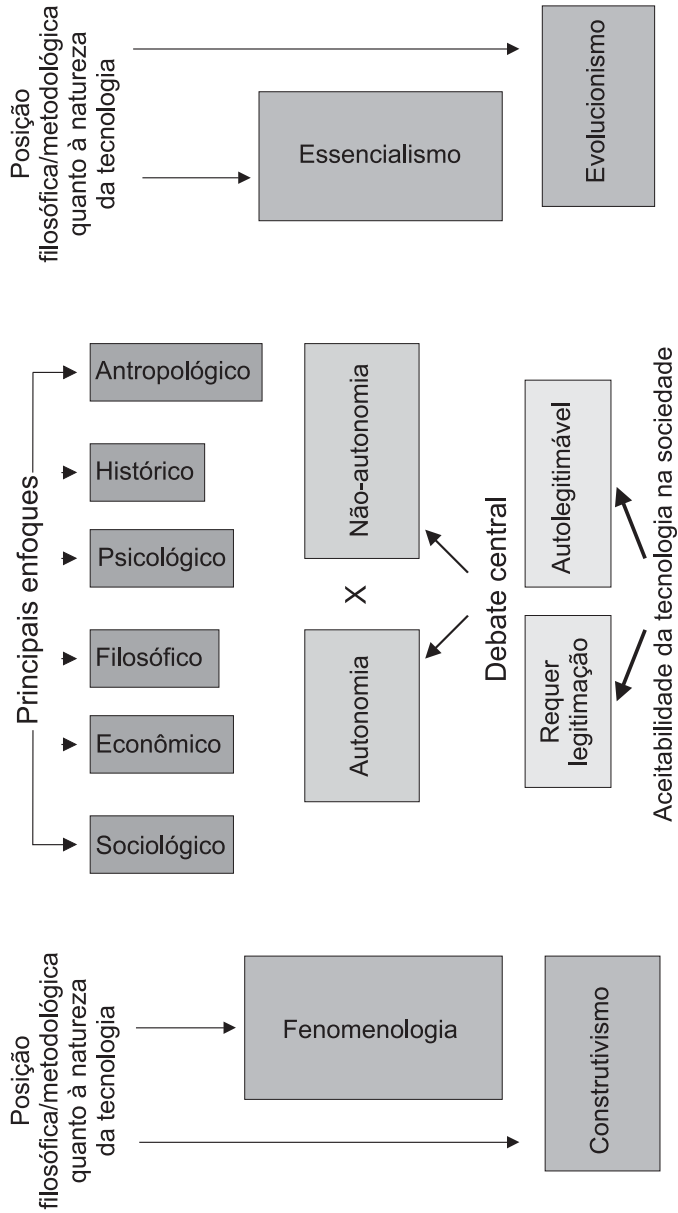 Posição
filosófica/metodológica
quanto à natureza
da tecnologia
Fenomenologia
Construtivismo
Principais enfoques
Sociológico
Econômico
Filosófico
Psicológico
Histórico
Antropológico
Autonomia
X
Não-autonomia
Debate central
Requer
legitimação
Autolegitimável
Aceitabilidade da tecnologia na sociedade
Posição
filosófica/metodológica
quanto à natureza
da tecnologia
Essencialismo
Evolucionismo